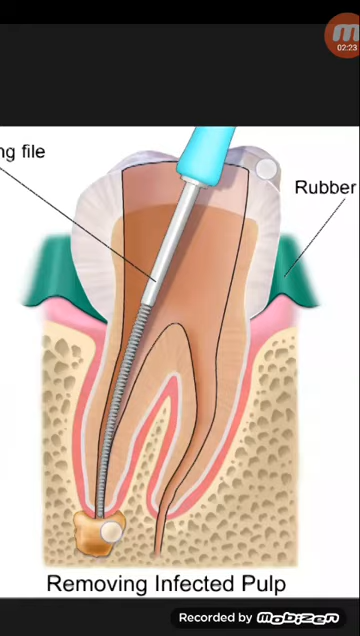 02:23
ng file
Rubber
Removing Infected Pulp
Recorded by mobizen